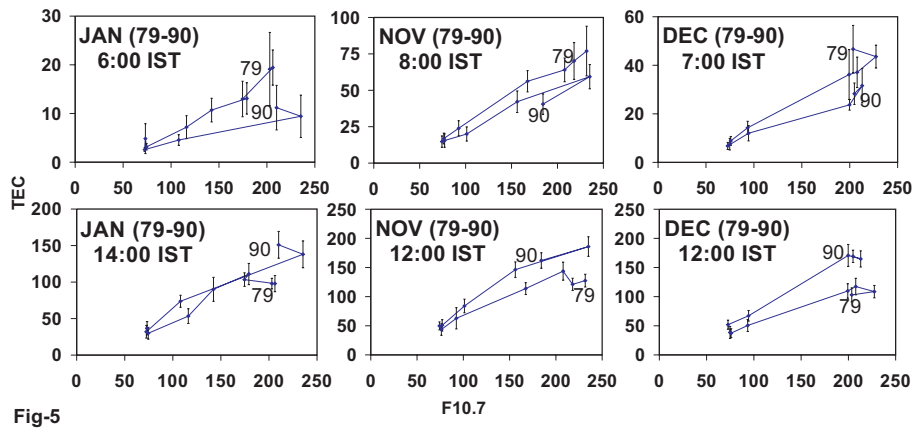 JAN (79-90)
6:00 IST
30
20
10
0
0 50 100 150 200 250
79
90
NOV (79-90)
8:00 IST
100
75
50
25
0
0 50 100 150 200 250
79
90
DEC (79-90)
7:00 IST
60
40
20
0
0 50 100 150 200 250
79
90
TEC
JAN (79-90)
14:00 IST
200
150
100
50
0
0 50 100 150 200 250
90
79
NOV (79-90)
12:00 IST
250
200
150
100
50
0
0 50 100 150 200 250
90
79
DEC (79-90)
12:00 IST
250
200
150
100
50
0
0 50 100 150 200 250
90
79
F10.7
Fig-5